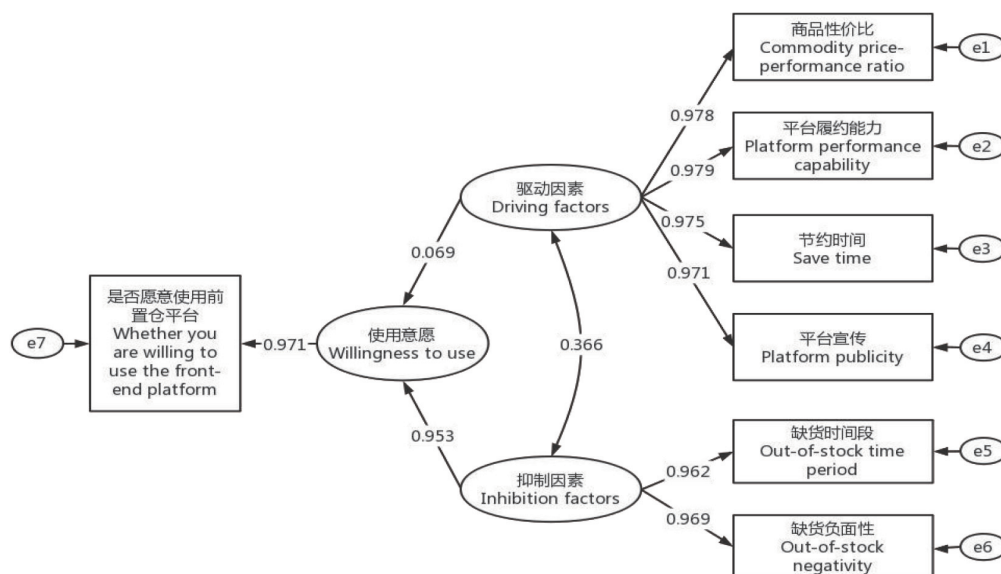 商品性价比
Commodity price-
performance ratio
e1
0.978
平台履约能力
Platform performance
capability
e2
0.979
驱动因素
Driving factors
0.975
节约时间
Save time
e3
0.069
0.971
是否愿意使用前
置仓平台
Whether you
are willing to
use the front-
end platform
e7
0.971
使用意愿
Willingness to use
0.366
平台宣传
Platform publicity
e4
0.953
缺货时间段
Out-of-stock time
period
e5
0.962
抑制因素
Inhibition factors
0.969
缺货负面性
Out-of-stock
negativity
e6